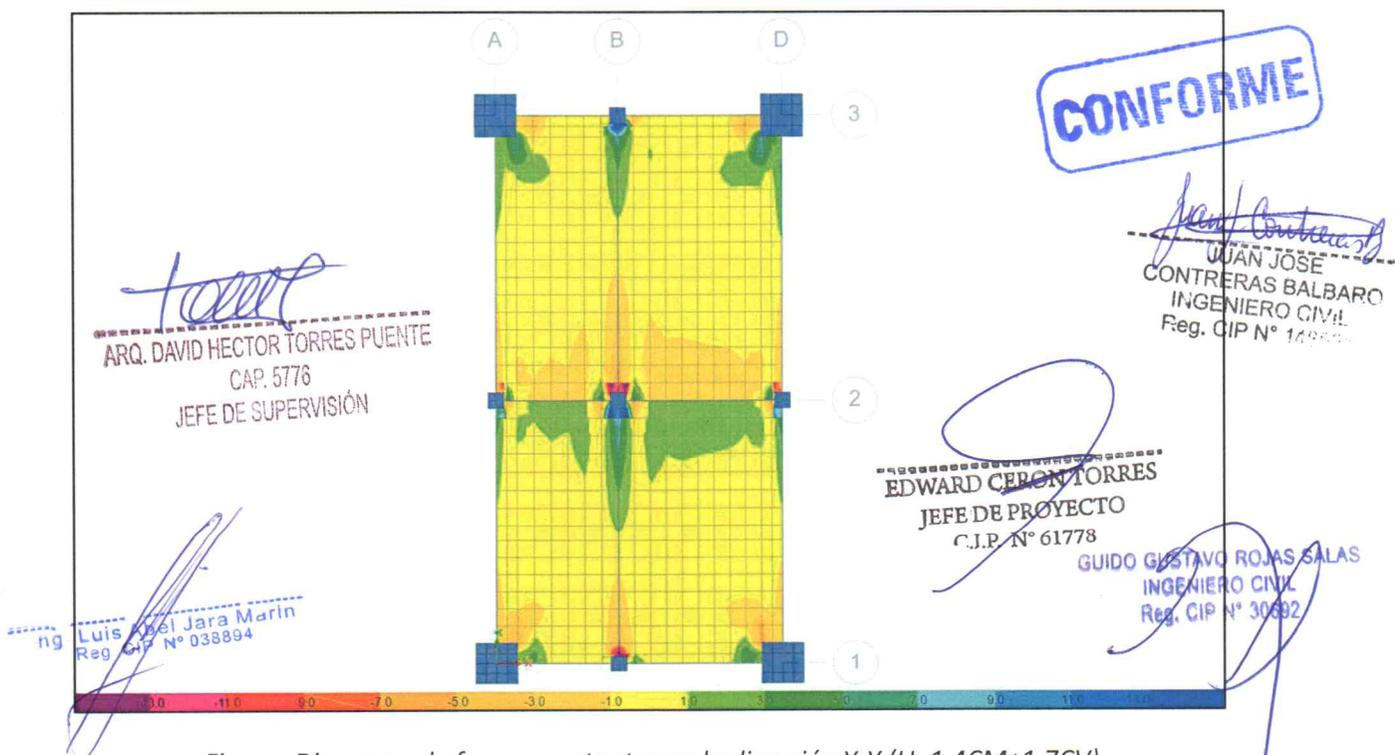 A B D
3
CONFORME
JUAN JOSE
CONTRERAS BALBARO
INGENIERO CIVIL
Reg. CIP N°
ARQ. DAVID HECTOR TORRES PUENTE
CAP. 5776
JEFE DE SUPERVISIÓN
2
EDWARD CERON TORRES
JEFE DE PROYECTO
C.I.P. N° 61778
GUIDO GUSTAVO ROJAS SALAS
INGENIERO CIVIL
Reg. CIP N° 30692
ng Luis Abel Jara Marin
Reg CIP N° 038894
1
-11.0 -9.0 -7.0 -5.0 -3.0 -1.0 1.0 3.0 5.0 7.0 9.0 11.0